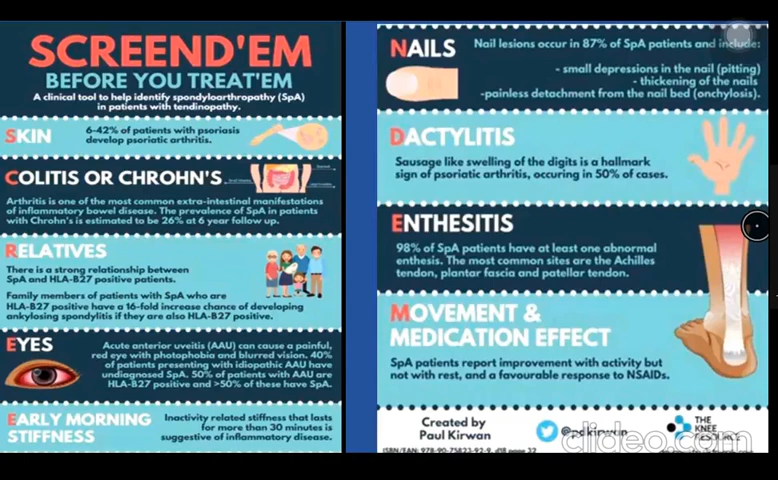 SCREEND'EM
BEFORE YOU TREAT'EM
A clinical tool to help identify spondyloarthropathy (SpA)
in patients with tendinopathy.
SKIN
6-42% of patients with psoriasis
develop psoriatic arthritis.
COLITIS OR CHROHN'S
Arthritis is one of the most common extra-intestinal manifestations
of inflammatory bowel disease. The prevalence of SpA in patients
with Chrohn's is estimated to be 26% at 6 year follow up.
RELATIVES
There is a strong relationship between
SpA and HLA-B27 positive patients.
Family members of patients with SpA who are
HLA-B27 positive have a 16-fold increase chance of developing
ankylosing spondylitis if they are also HLA-B27 positive.
EYES
Acute anterior uveitis (AAU) can cause a painful,
red eye with photophobia and blurred vision. 40%
of patients presenting with idiopathic AAU have
undiagnosed SpA. 50% of patients with AAU are
HLA-B27 positive and >50% of these have SpA.
EARLY MORNING
STIFFNESS
Inactivity related stiffness that lasts
for more than 30 minutes is
suggestive of inflammatory disease.
NAILS
Nail lesions occur in 87% of SpA patients and include:
- small depressions in the nail (pitting)
- thickening of the nails
-painless detachment from the nail bed (onchylosis).
DACTYLITIS
Sausage like swelling of the digits is a hallmark
sign of psoriatic arthritis, occuring in 50% of cases.
ENTHESITIS
98% of SpA patients have at least one abnormal
enthesis. The most common sites are the Achilles
tendon, plantar fascia and patellar tendon.
MOVEMENT &
MEDICATION EFFECT
SpA patients report improvement with activity but
not with rest, and a favourable response to NSAIDs.
Created by
Paul Kirwan
@pdkirwan
THE
KNEE
RESOURCE
clideo.com
ISBN/EAN: 978-90-75823-92-9, d18 page 32